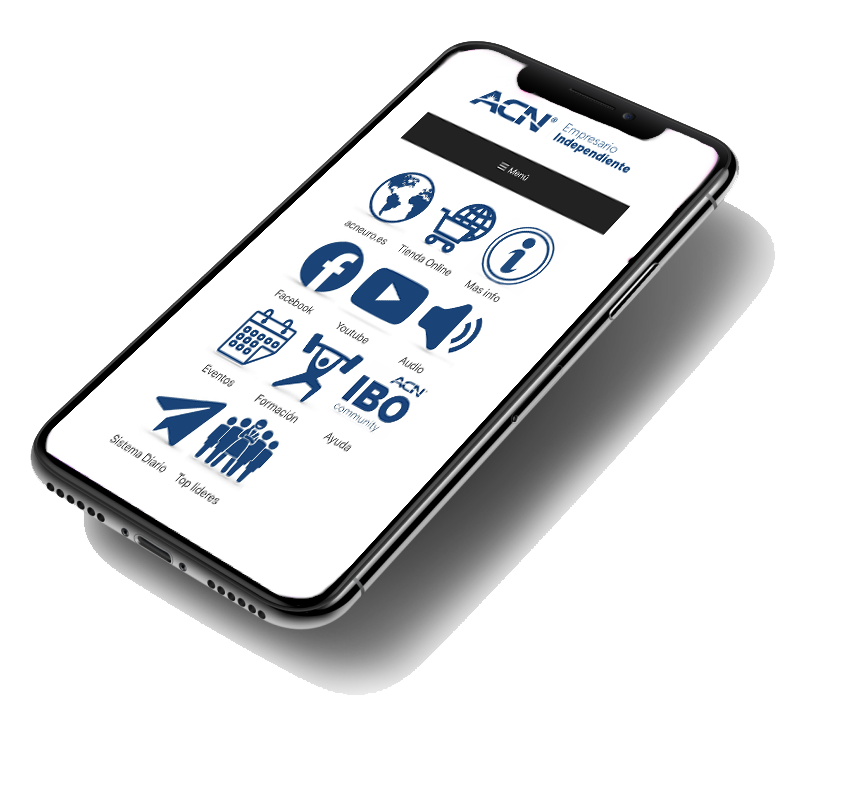 ACN®
Empresario
Independiente
☰ Menú
acneuro.es
Tienda Online
Mas info
Facebook
Youtube
Audio
Eventos
Formación
ACN
IBO
community
Ayuda
Sistema Diario
Top lideres